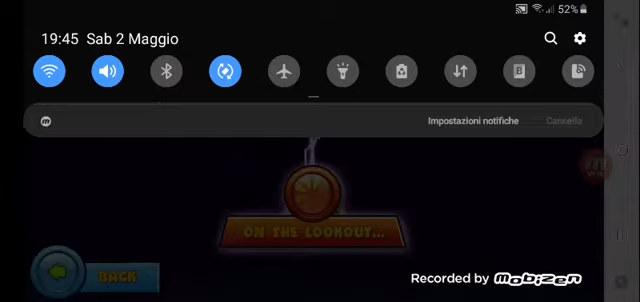 52%
19:45 Sab 2 Maggio
Impostazioni notifiche Cancella
ON THE LOOKOUT...
BACK
Recorded by mobizen